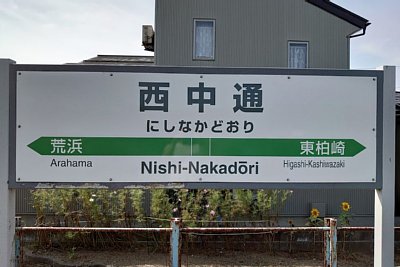 西中通
にしなかどおり
荒浜
Arahama
東柏崎
Higashi-Kashiwazaki
Nishi-Nakadōri